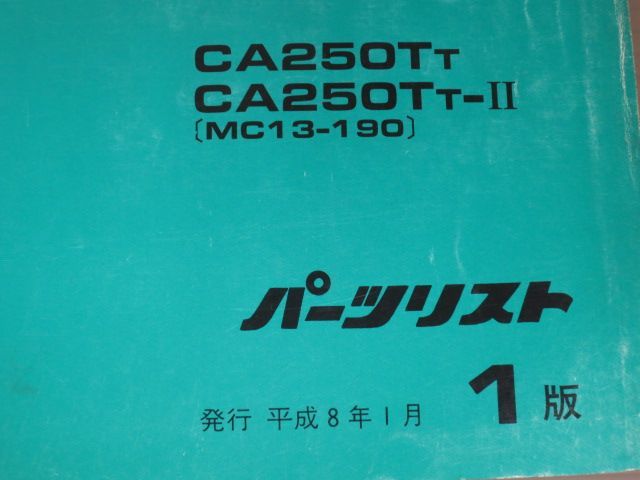 CA250TT
CA250TT-II
〔MC13-190〕
パーツリスト
発行 平成8年1月 1版